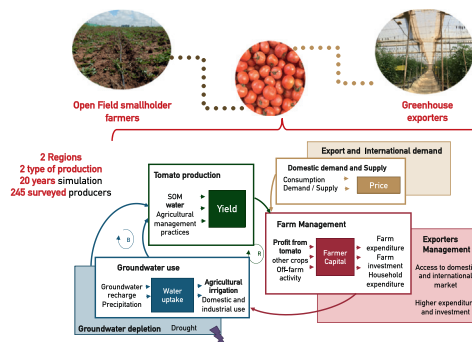 Open Field smallholder
farmers
Greenhouse
exporters
2 Regions
2 type of production
20 years simulation
245 surveyed producers
Export and International demand
Domestic demand and Supply
Consumption
Demand / Supply
Price
Tomato production
SOM
water
Agricultural
management
practices
Yield
Farm Management
Profit from
tomato
other crops
Off-farm
activity
Farmer
Capital
Farm
expenditure
Farm
investment
Household
expenditure
Exporters
Management
Access to domestic
and international
market
Higher expenditure
and investment
B
R
Groundwater use
Groundwater
recharge
Precipitation
Water
uptake
Agricultural
irrigation
Domestic and
industrial use
Groundwater depletion
Drought